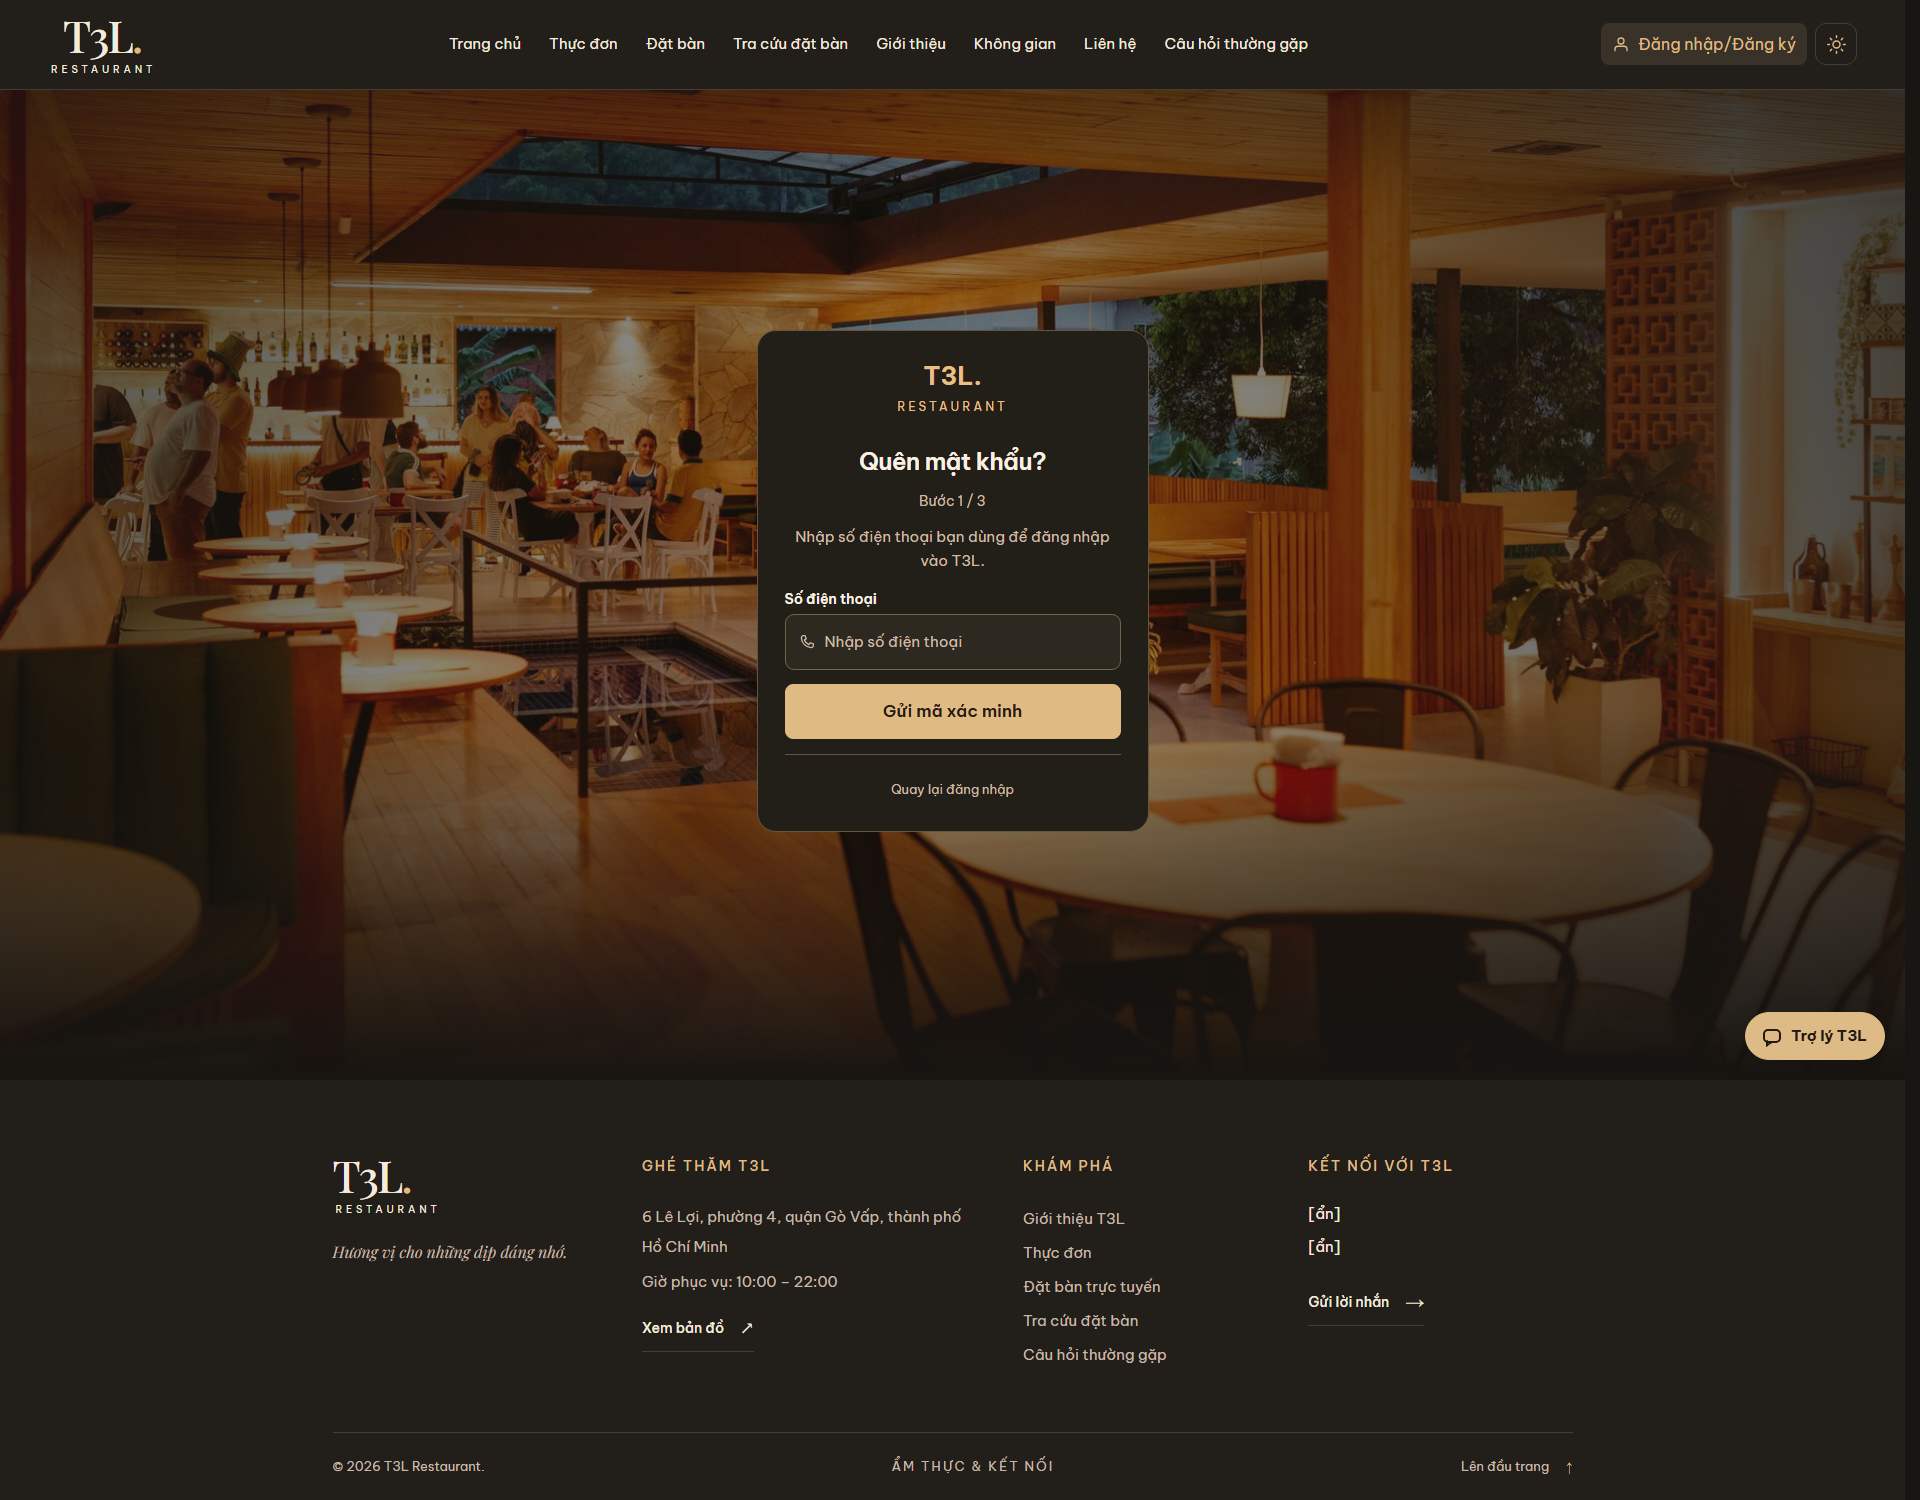 T3L.
RESTAURANT
Trang chủ
Thực đơn
Đặt bàn
Tra cứu đặt bàn
Giới thiệu
Không gian
Liên hệ
Câu hỏi thường gặp
Đăng nhập/Đăng ký
T3L.
RESTAURANT
Quên mật khẩu?
Bước 1 / 3
Nhập số điện thoại bạn dùng để đăng nhập
vào T3L.
Số điện thoại
Nhập số điện thoại
Gửi mã xác minh
Quay lại đăng nhập
Trợ lý T3L
T3L.
RESTAURANT
Hương vị cho những dịp đáng nhớ.
GHÉ THĂM T3L
6 Lê Lợi, phường 4, quận Gò Vấp, thành phố
Hồ Chí Minh
Giờ phục vụ: 10:00 – 22:00
Xem bản đồ ↗
KHÁM PHÁ
Giới thiệu T3L
Thực đơn
Đặt bàn trực tuyến
Tra cứu đặt bàn
Câu hỏi thường gặp
KẾT NỐI VỚI T3L
[ẩn]
[ẩn]
Gửi lời nhắn →
© 2026 T3L Restaurant.
ẨM THỰC & KẾT NỐI
Lên đầu trang ↑